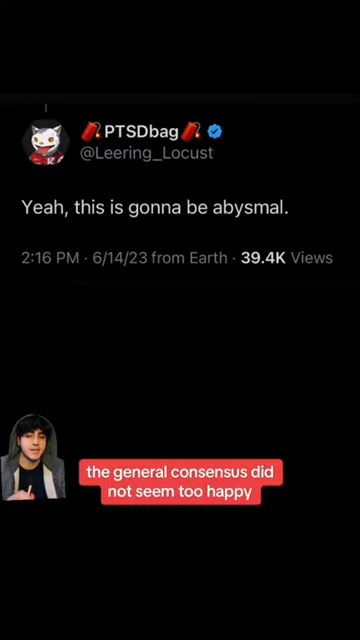 🧨PTSDbag🧨
@Leering_Locust
Yeah, this is gonna be abysmal.
2:16 PM · 6/14/23 from Earth · 39.4K Views
the general consensus did
not seem too happy